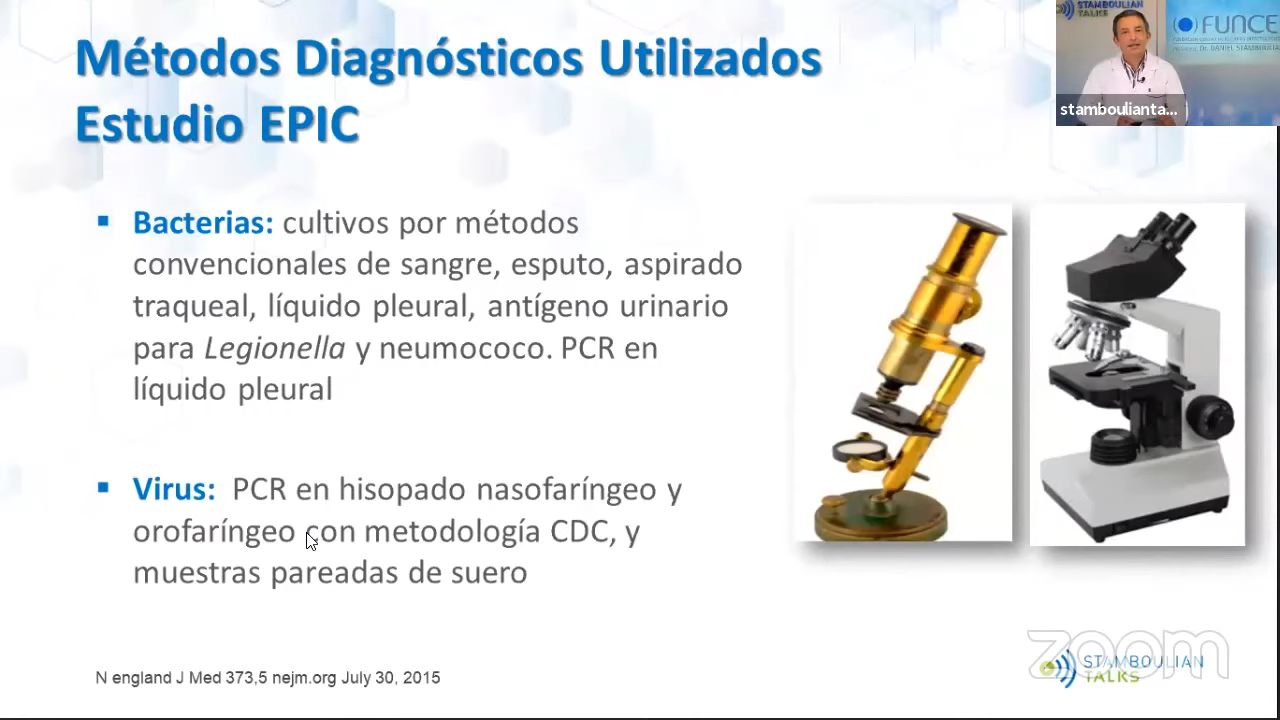 Métodos Diagnósticos Utilizados
Estudio EPIC
STAMBOULIAN
TALKS
FUNCE
stamboulianta...
Bacterias: cultivos por métodos
convencionales de sangre, esputo, aspirado
traqueal, líquido pleural, antígeno urinario
para Legionella y neumococo. PCR en
líquido pleural
Virus: PCR en hisopado nasofaríngeo y
orofaríngeo con metodología CDC, y
muestras pareadas de suero
N england J Med 373,5 nejm.org July 30, 2015
zoom
STAMBOULIAN
TALKS